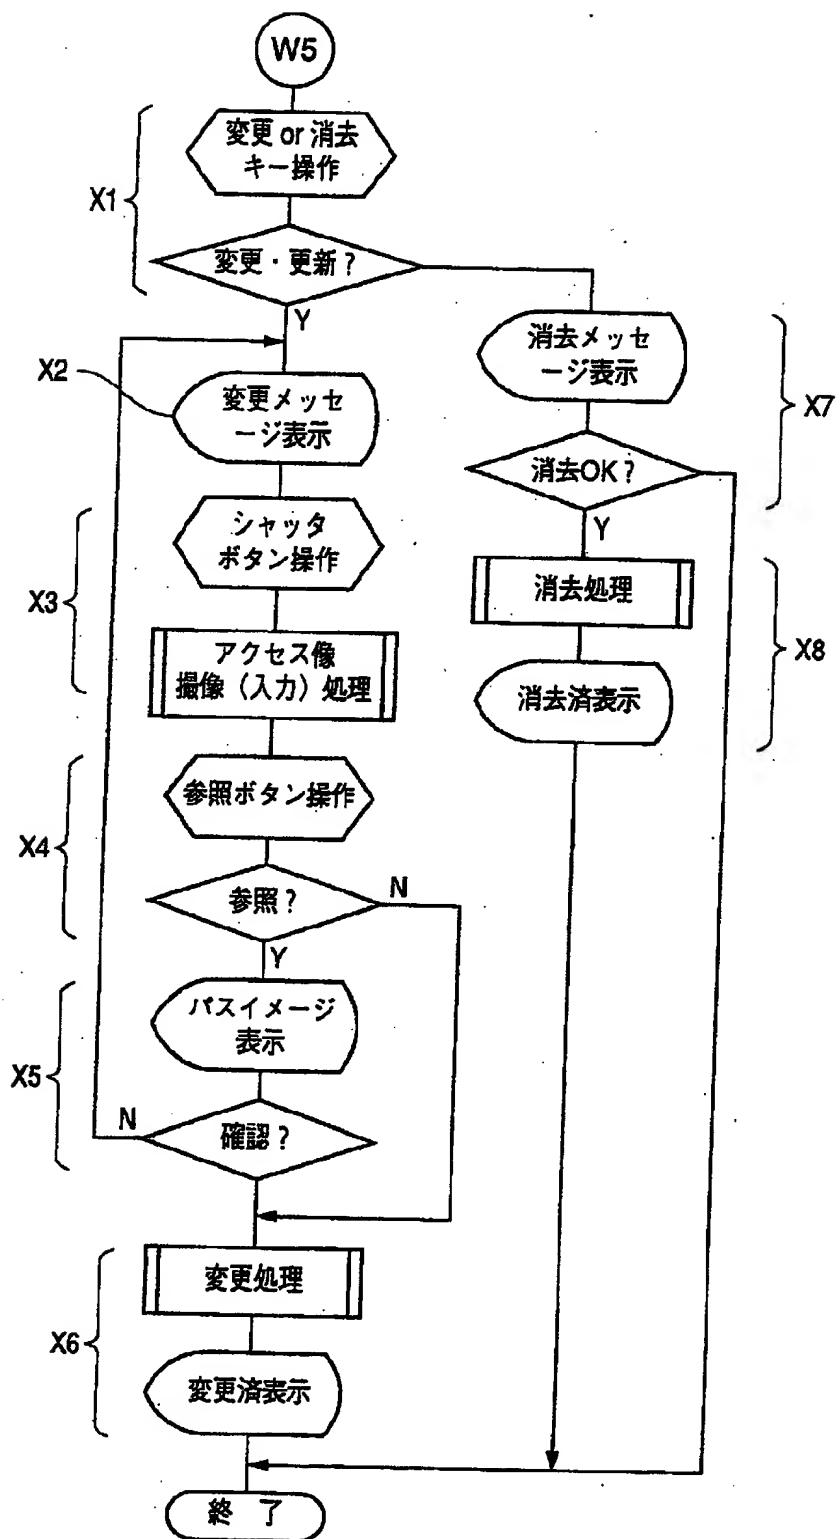 W5
X1
変更 or 消去
キー操作
変更・更新?
Y
X2
変更メッセ
ージ表示
X3
シャッタ
ボタン操作
アクセス像
撮像(入力)処理
X4
参照ボタン操作
参照?
N
Y
X5
パスイメージ
表示
N
確認?
X6
変更処理
変更済表示
消去メッセ
ージ表示
X7
消去OK?
Y
消去処理
X8
消去済表示
終 了